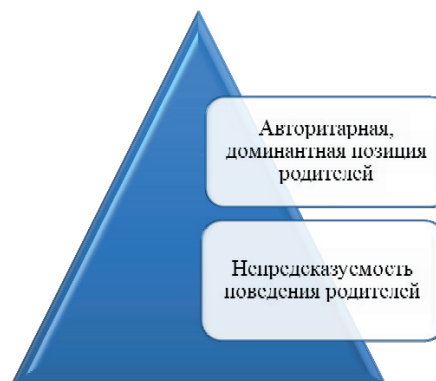 Авторитарная,
доминантная позиция
родителей
Непредсказуемость
поведения родителей